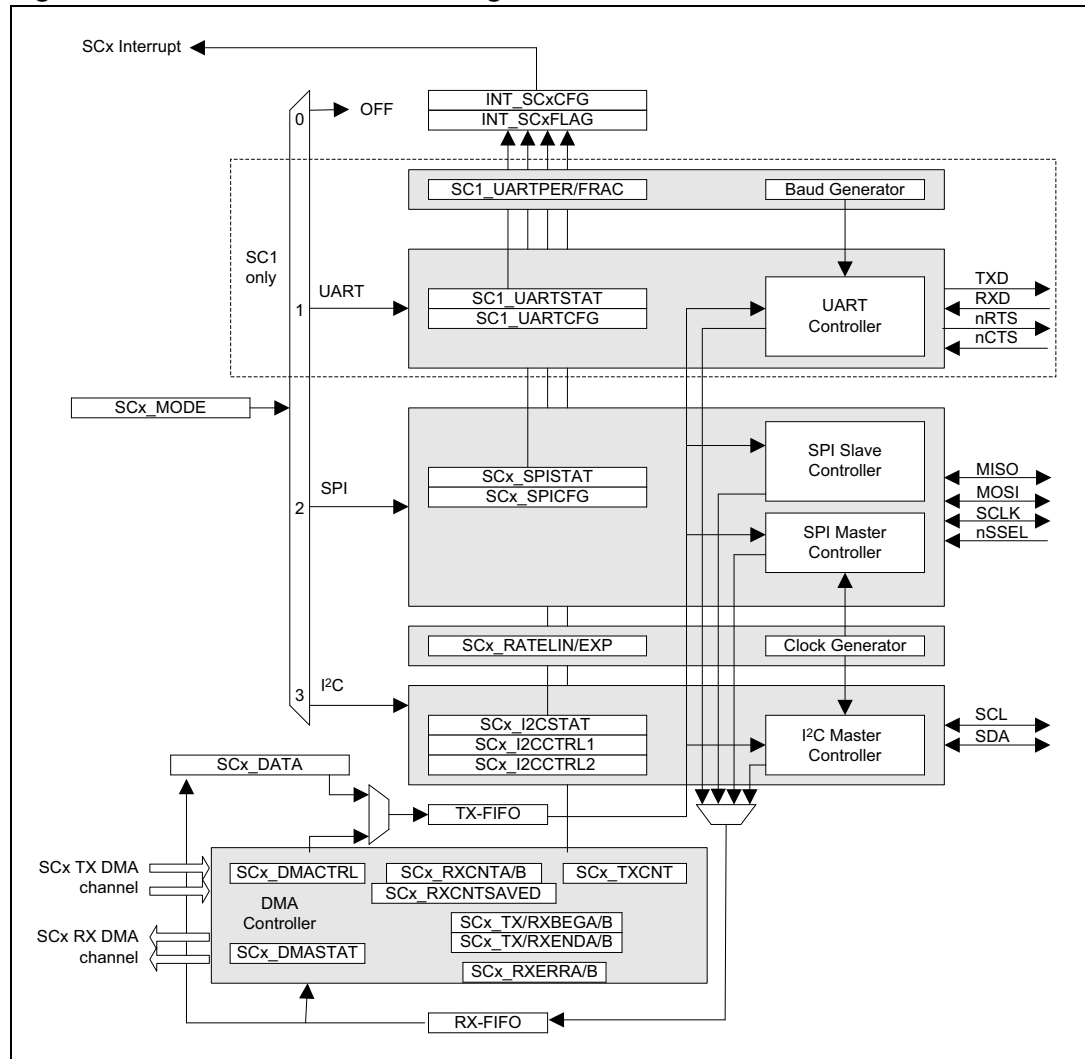 SCx Interrupt
INT_SCxCFG
INT_SCxFLAG
0
OFF
SC1_UARTPER/FRAC
Baud Generator
SC1
only
UART
1
SC1_UARTSTAT
SC1_UARTCFG
UART
Controller
TXD
RXD
nRTS
nCTS
SCx_MODE
SPI
2
SCx_SPISTAT
SCx_SPICFG
SPI Slave
Controller
SPI Master
Controller
MISO
MOSI
SCLK
nSSEL
SCx_RATELIN/EXP
Clock Generator
I²C
3
SCx_I2CSTAT
SCx_I2CCTRL1
SCx_I2CCTRL2
I²C Master
Controller
SCL
SDA
SCx_DATA
TX-FIFO
SCx TX DMA
channel
SCx RX DMA
channel
SCx_DMACTRL
SCx_RXCNTA/B
SCx_TXCNT
SCx_RXCNTSAVED
DMA
Controller
SCx_TX/RXBEGA/B
SCx_TX/RXENDA/B
SCx_DMASTAT
SCx_RXERRA/B
RX-FIFO